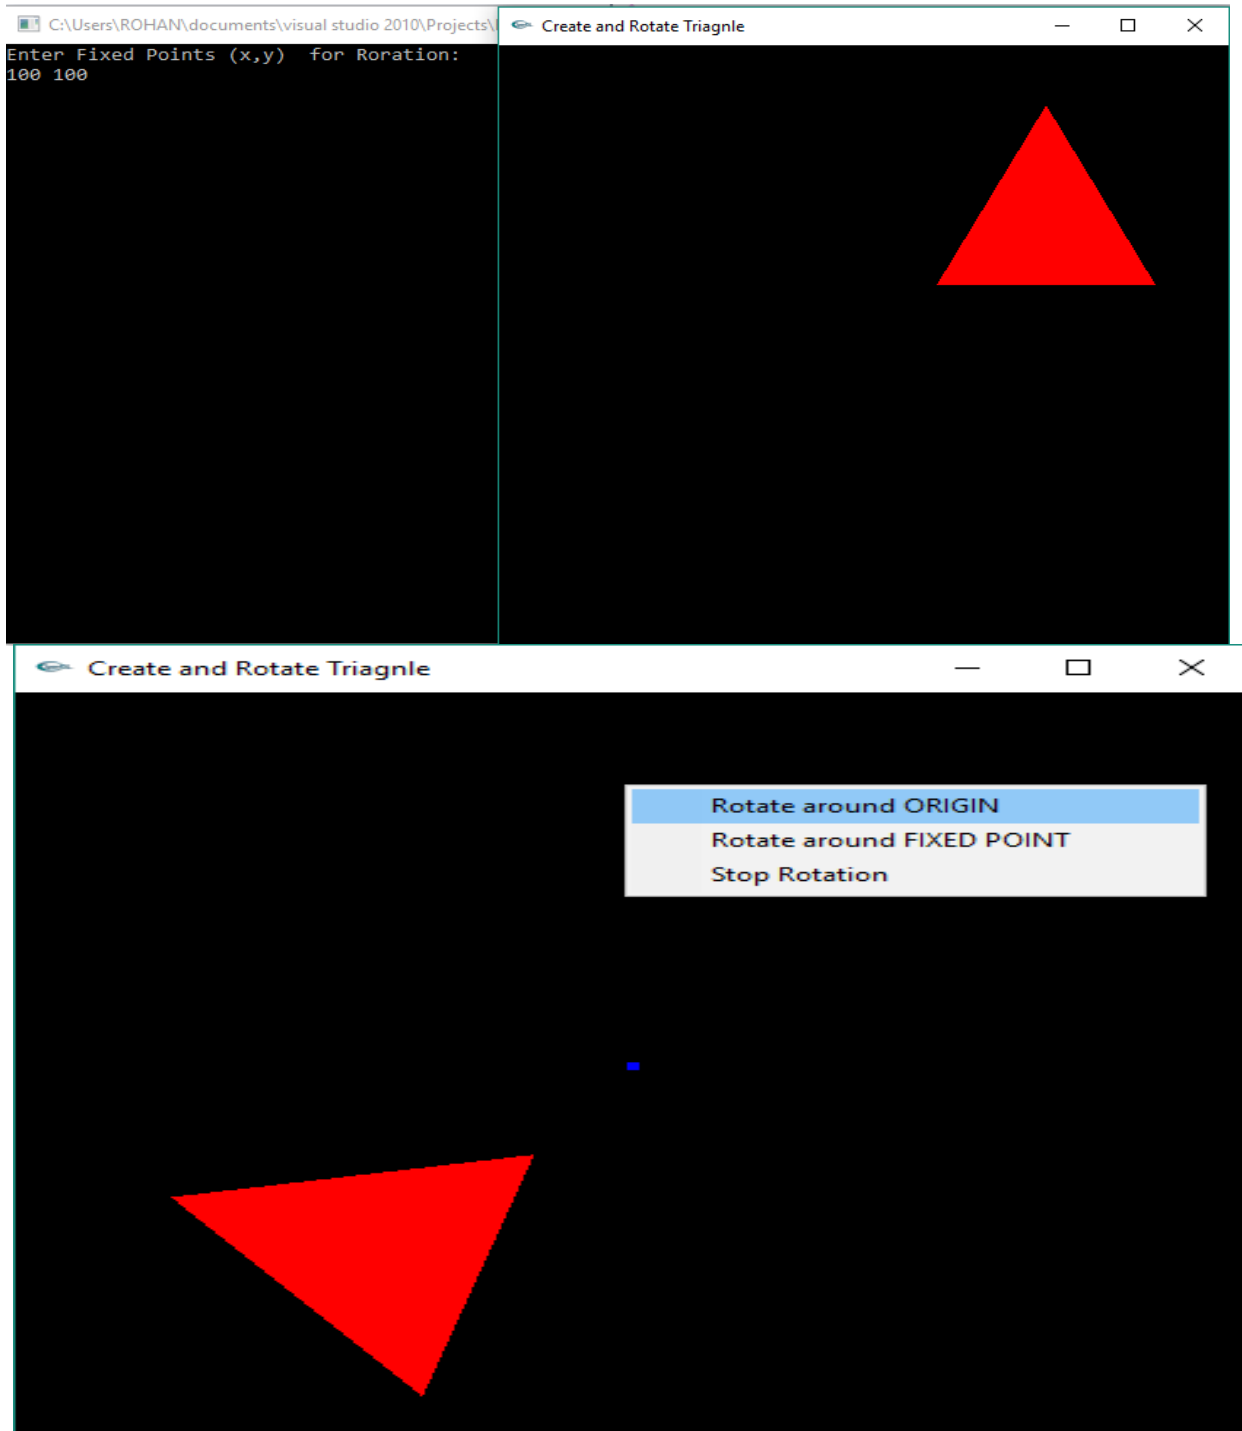 C:\Users\ROHAN\documents\visual studio 2010\Projects\
Create and Rotate Triagnle
Enter Fixed Points (x,y)  for Roration:
100 100
Create and Rotate Triagnle
Rotate around ORIGIN
Rotate around FIXED POINT
Stop Rotation